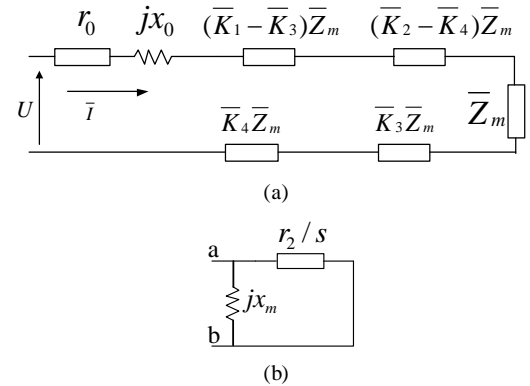 r₀ jx₀ (K̅₁ − K̅₃)Z̅ₘ (K̅₂ − K̅₄)Z̅ₘ
U I̅ Z̅ₘ
K̅₄Z̅ₘ K̅₃Z̅ₘ
(a)
r₂ / s
a
jxₘ
b
(b)